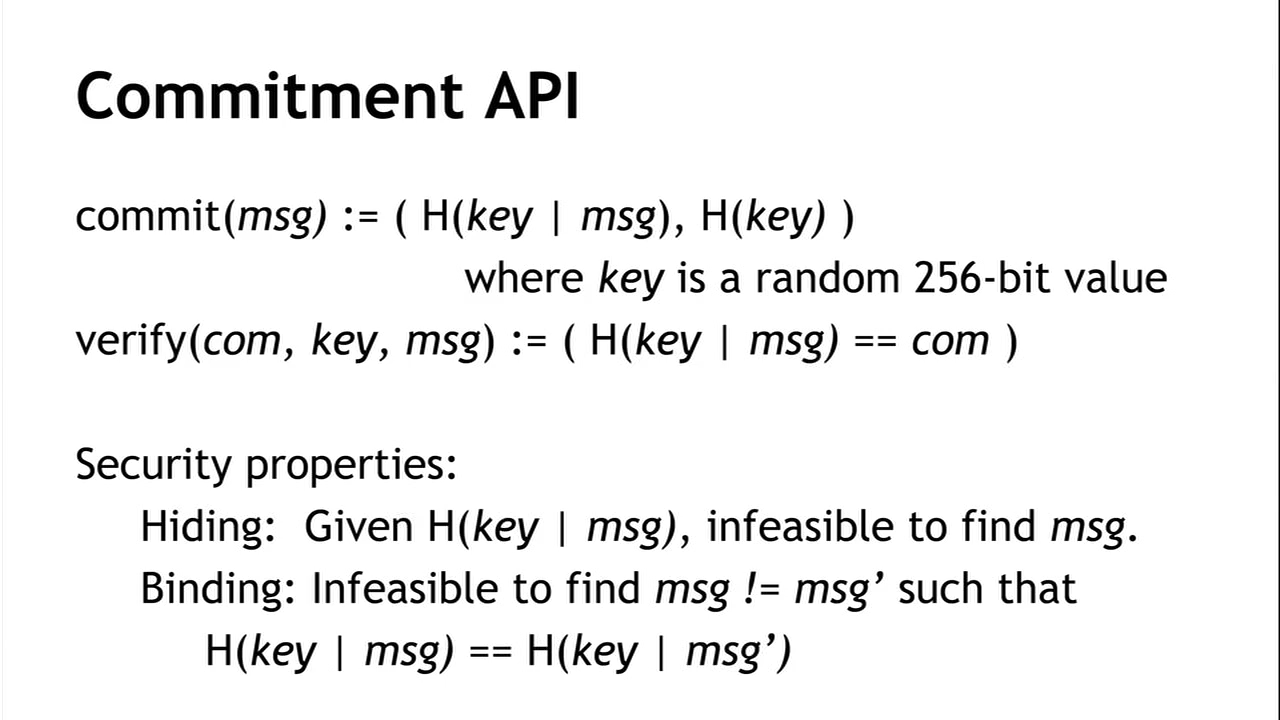 Commitment API
commit(msg) := ( H(key | msg), H(key) )
where key is a random 256-bit value
verify(com, key, msg) := ( H(key | msg) == com )
Security properties:
Hiding: Given H(key | msg), infeasible to find msg.
Binding: Infeasible to find msg != msg’ such that
H(key | msg) == H(key | msg’)